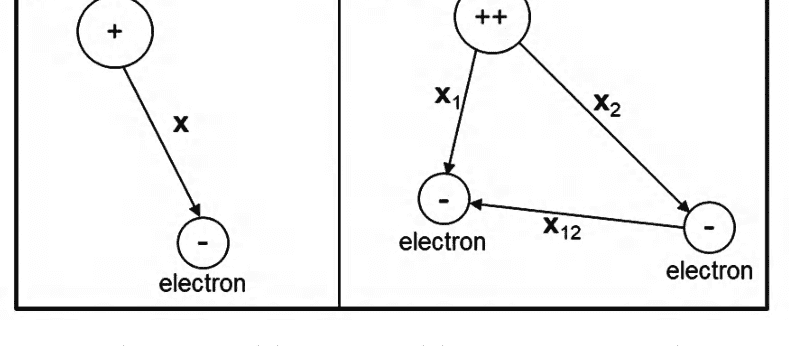 +
x
-
electron
++
x₁
x₂
-
electron
x₁₂
-
electron